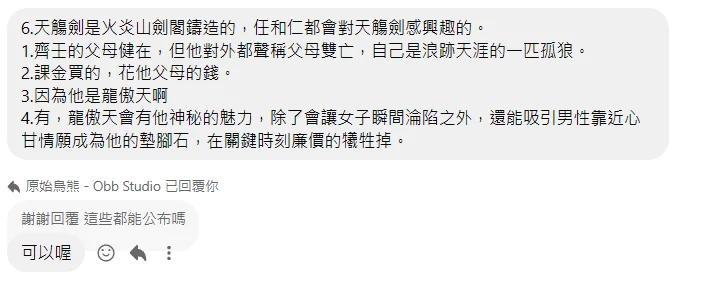 6.天觴劍是火炎山劍閣鑄造的，任和仁都會對天觴劍感興趣的。
1.齊王的父母健在，但他對外都聲稱父母雙亡，自己是浪跡天涯的一匹孤狼。
2.課金買的，花他父母的錢。
3.因為他是龍傲天啊
4.有，龍傲天會有他神秘的魅力，除了會讓女子瞬間淪陷之外，還能吸引男性靠近心
甘情願成為他的墊腳石，在關鍵時刻廉價的犧牲掉。
原始鳥熊 - Obb Studio 已回覆你
謝謝回覆 這些都能公布嗎
可以喔